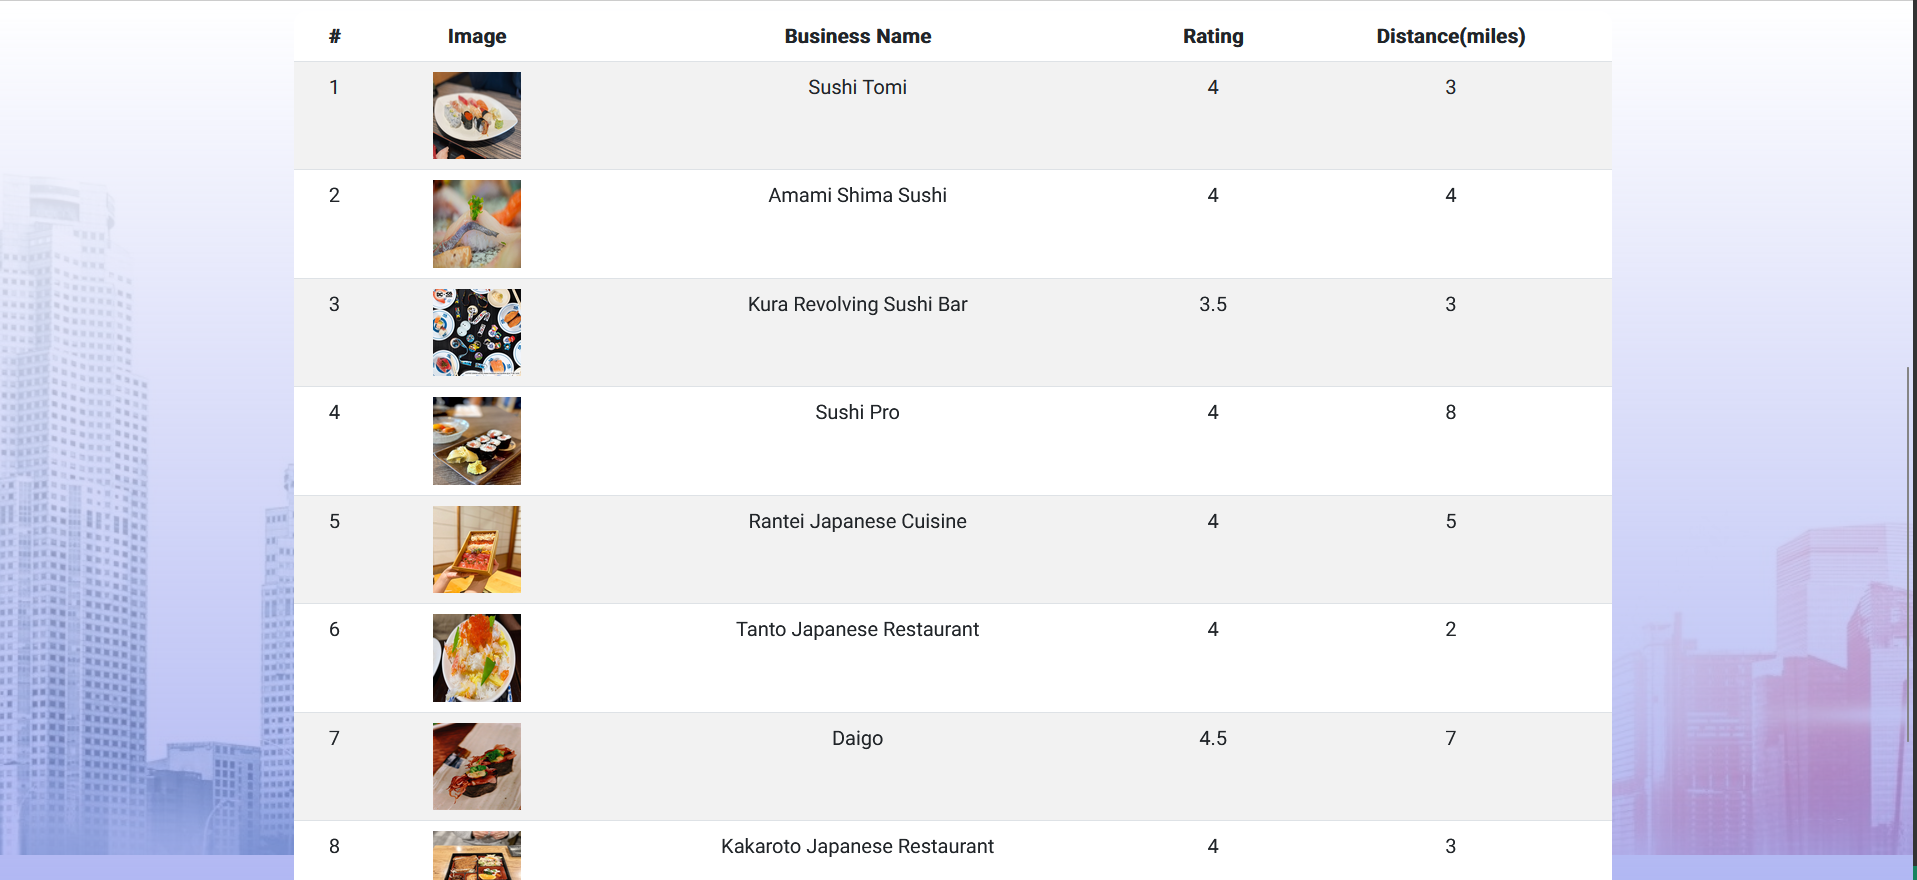 # Image Business Name Rating Distance(miles)
1 Sushi Tomi 4 3
2 Amami Shima Sushi 4 4
3 Kura Revolving Sushi Bar 3.5 3
4 Sushi Pro 4 8
5 Rantei Japanese Cuisine 4 5
6 Tanto Japanese Restaurant 4 2
7 Daigo 4.5 7
8 Kakaroto Japanese Restaurant 4 3